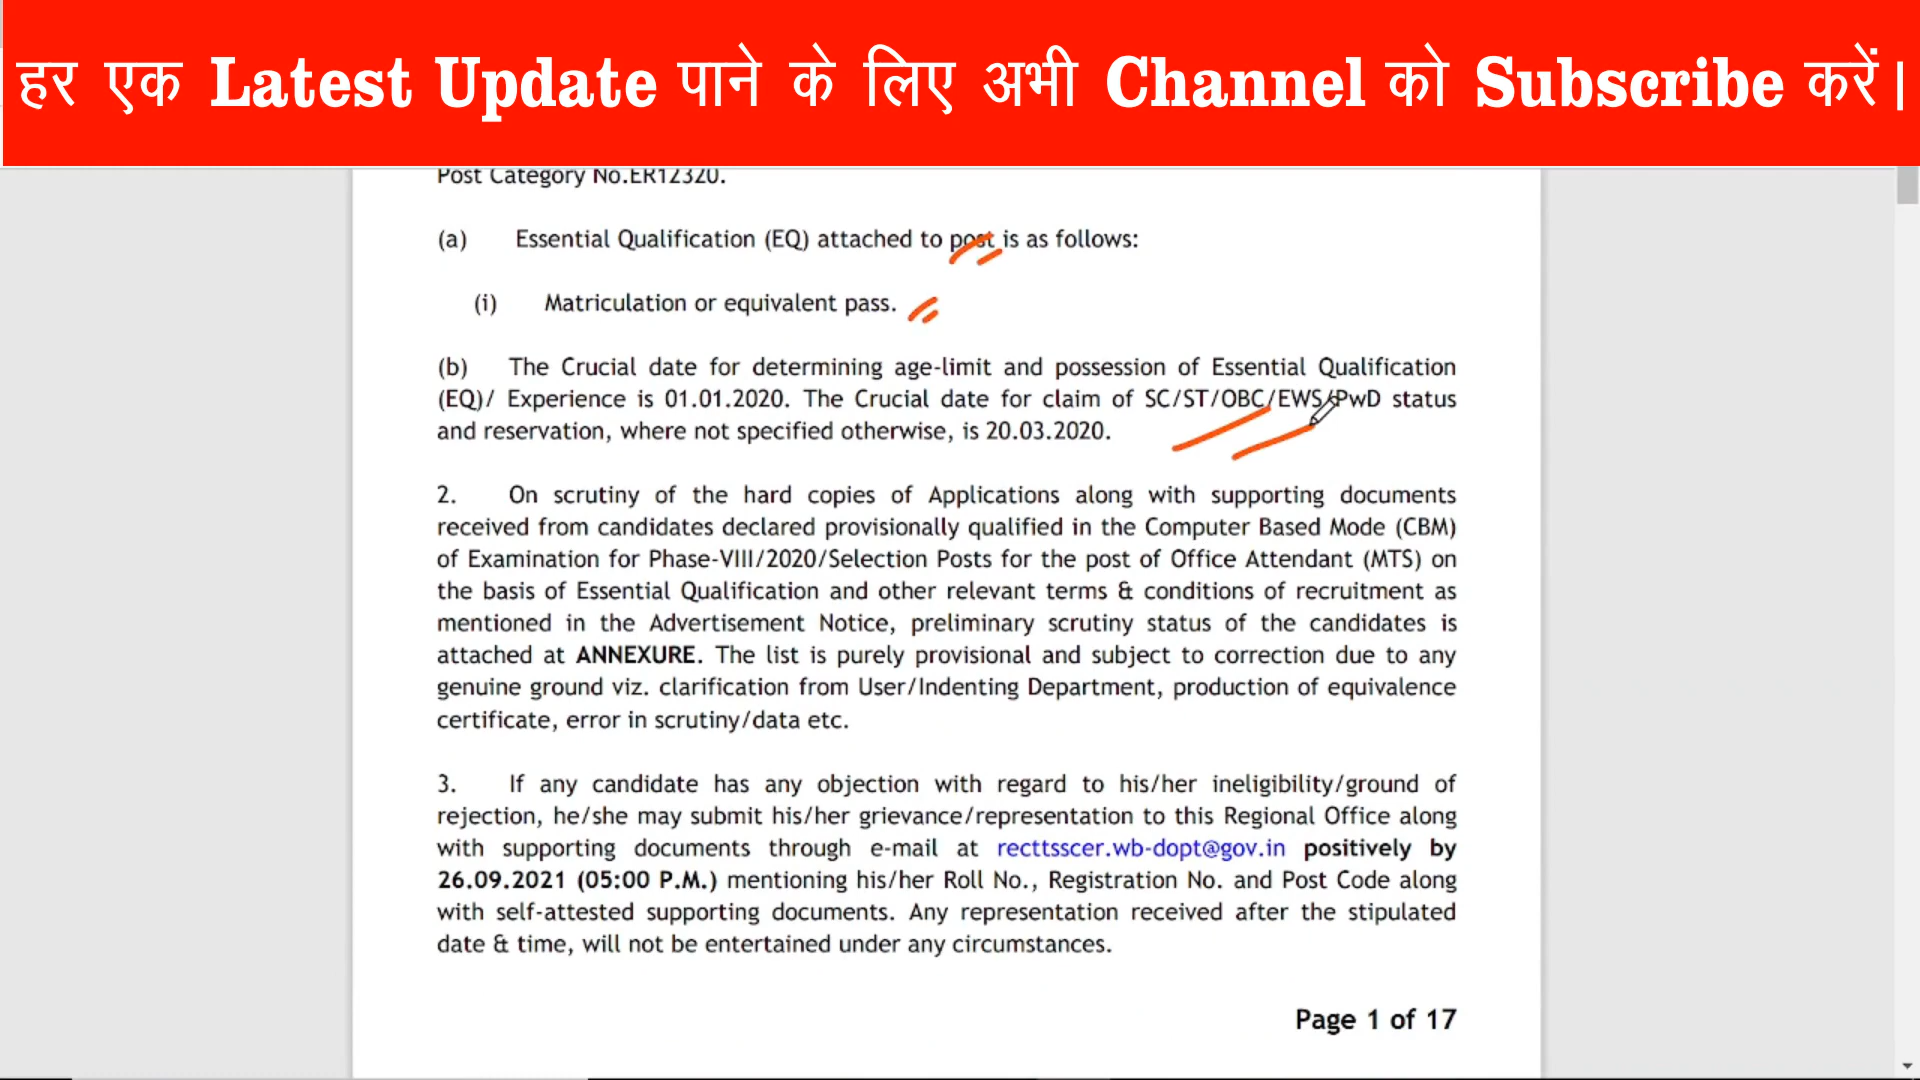 हर एक Latest Update पाने के लिए अभी Channel को Subscribe करें।
Post Category No.ER12320.
(a) Essential Qualification (EQ) attached to post is as follows:
(i) Matriculation or equivalent pass.
(b) The Crucial date for determining age-limit and possession of Essential Qualification
(EQ)/ Experience is 01.01.2020. The Crucial date for claim of SC/ST/OBC/EWS/PwD status
and reservation, where not specified otherwise, is 20.03.2020.
2. On scrutiny of the hard copies of Applications along with supporting documents
received from candidates declared provisionally qualified in the Computer Based Mode (CBM)
of Examination for Phase-VIII/2020/Selection Posts for the post of Office Attendant (MTS) on
the basis of Essential Qualification and other relevant terms & conditions of recruitment as
mentioned in the Advertisement Notice, preliminary scrutiny status of the candidates is
attached at ANNEXURE. The list is purely provisional and subject to correction due to any
genuine ground viz. clarification from User/Indenting Department, production of equivalence
certificate, error in scrutiny/data etc.
3. If any candidate has any objection with regard to his/her ineligibility/ground of
rejection, he/she may submit his/her grievance/representation to this Regional Office along
with supporting documents through e-mail at recttsscer.wb-dopt@gov.in positively by
26.09.2021 (05:00 P.M.) mentioning his/her Roll No., Registration No. and Post Code along
with self-attested supporting documents. Any representation received after the stipulated
date & time, will not be entertained under any circumstances.
Page 1 of 17